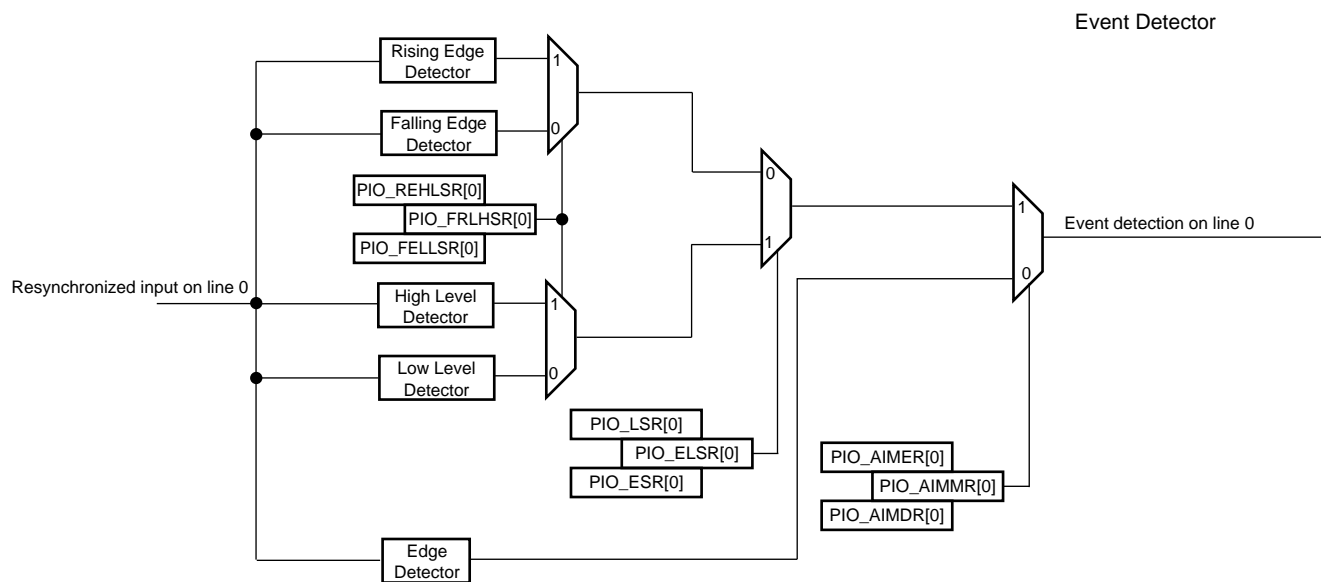 Event Detector
Rising Edge
Detector
1
Falling Edge
Detector
0
PIO_REHLSR[0]
PIO_FRLHSR[0]
PIO_FELLSR[0]
0
1
1
0
Event detection on line 0
Resynchronized input on line 0
High Level
Detector
1
Low Level
Detector
0
PIO_LSR[0]
PIO_ELSR[0]
PIO_ESR[0]
PIO_AIMER[0]
PIO_AIMMR[0]
PIO_AIMDR[0]
Edge
Detector